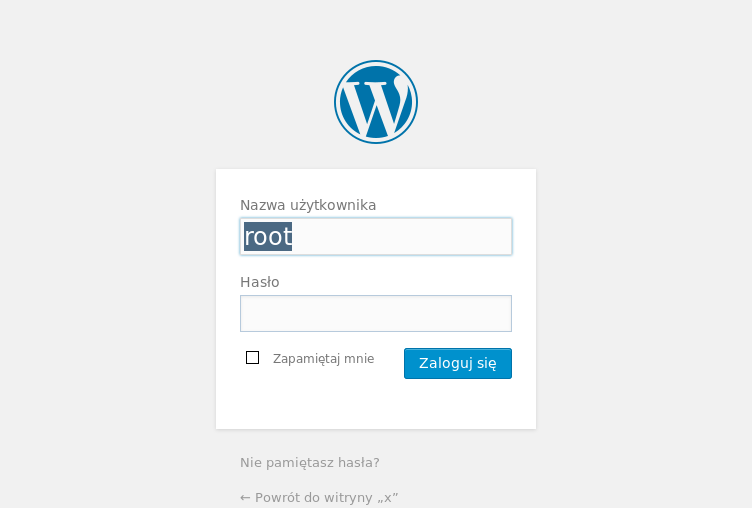 Nazwa użytkownika
root
Hasło
Zapamiętaj mnie
Zaloguj się
Nie pamiętasz hasła?
← Powrót do witryny „x”